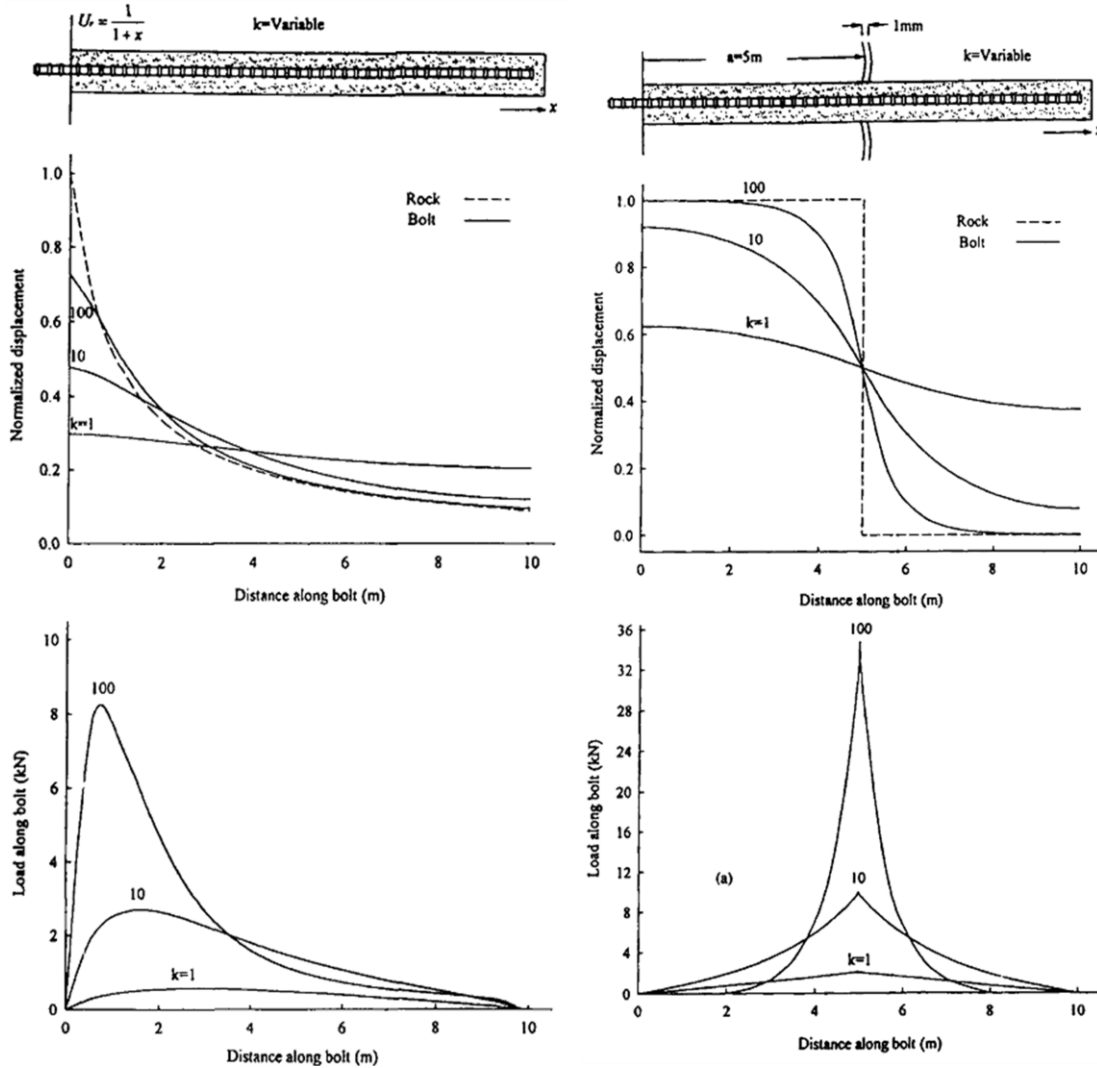 U_r = 1 / (1 + x)
k=Variable
x
1.0
0.8
0.6
0.4
0.2
0.0
Normalized displacement
Rock
Bolt
100
10
k=1
0
2
4
6
8
10
Distance along bolt (m)
10
8
6
4
2
0
Load along bolt (kN)
100
10
k=1
0
2
4
6
8
10
Distance along bolt (m)
1mm
a=5m
k=Variable
1.0
0.8
0.6
0.4
0.2
0.0
Normalized displacement
100
10
k=1
Rock
Bolt
0
2
4
6
8
10
Distance along bolt (m)
36
32
28
24
20
16
12
8
4
0
Load along bolt (kN)
100
(a)
10
k=1
0
2
4
6
8
10
Distance along bolt (m)